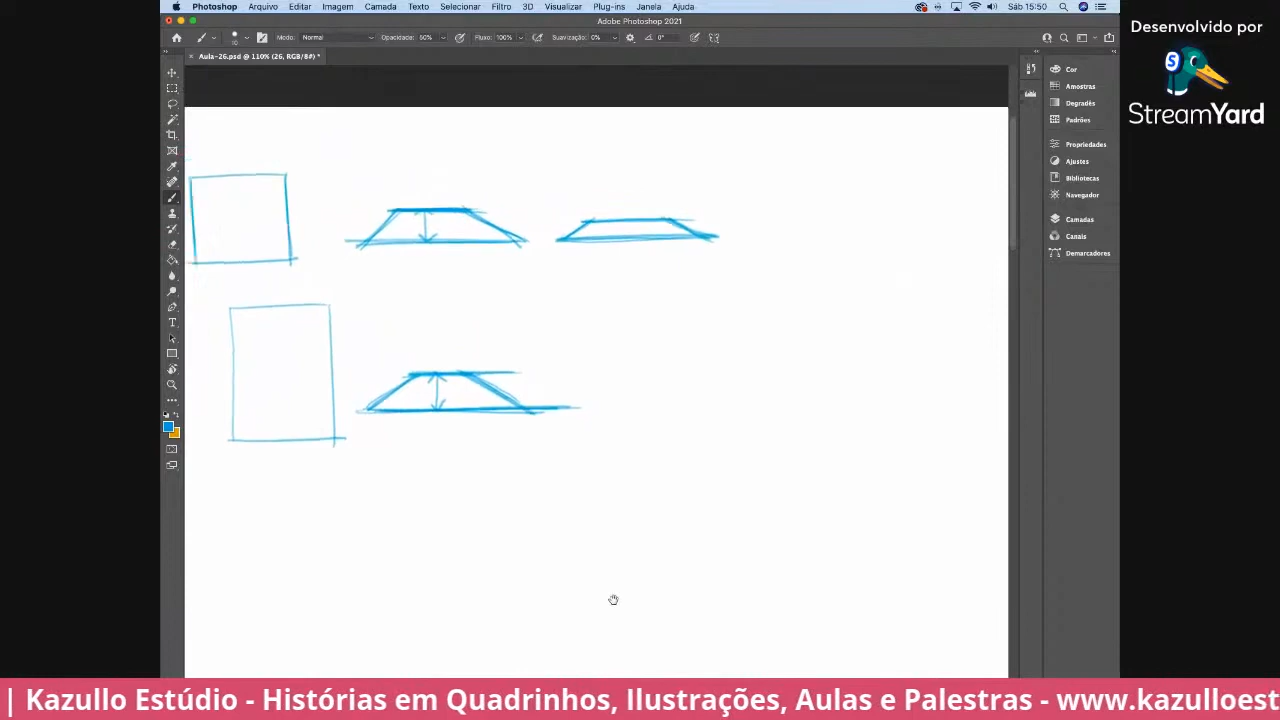 Photoshop Arquivo Editar Imagem Camada Texto Selecionar Filtro 3D Visualizar Plug-ins Janela Ajuda Sáb 15:50
Adobe Photoshop 2021
Modo: Normal Opacidade: 50% Fluxo: 100% Suavização: 0% 0°
Aula-26.psd @ 110% (26, RGB/8#) *
Cor
Amostras
Degradês
Padrões
Propriedades
Ajustes
Bibliotecas
Navegador
Camadas
Canais
Demarcadores
Desenvolvido por
S
StreamYard
| Kazullo Estúdio - Histórias em Quadrinhos, Ilustrações, Aulas e Palestras - www.kazulloest